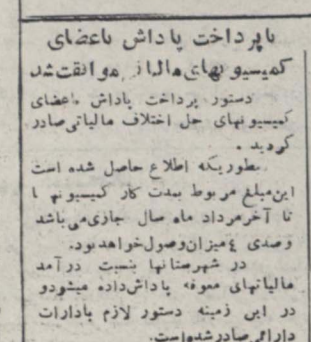 با پرداخت پاداش باعضای
کمیسیونهای مالیاتی موافقت شد
دستور پرداخت پاداش باعضای
کمیسیونهای حل اختلاف مالیاتی صادر
گردید .
بطوریکه اطلاع حاصل شده است
این مبلغ مربوط بمدت کار کمیسیونها
تا آخر مرداد ماه سال جاری می باشد
و صدی ۴ میزان وصول خواهد بود.
در شهرستانها بنسبت درآمد
مالیاتهای معوقه پاداش داده میشود و
در این زمینه دستور لازم بادارات
دارائی صادر شده است.